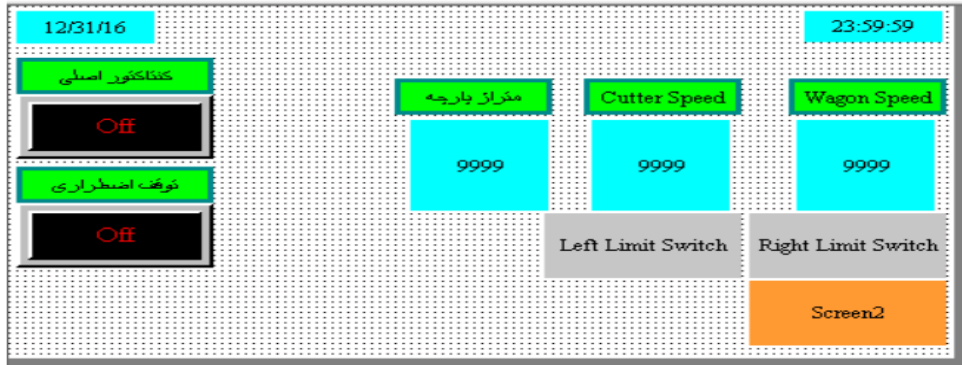 12/31/16
23:59:59
کنتاکتور اصلی
Off
توقف اضطراری
Off
متراژ پارچه
Cutter Speed
Wagon Speed
9999
9999
9999
Left Limit Switch
Right Limit Switch
Screen2